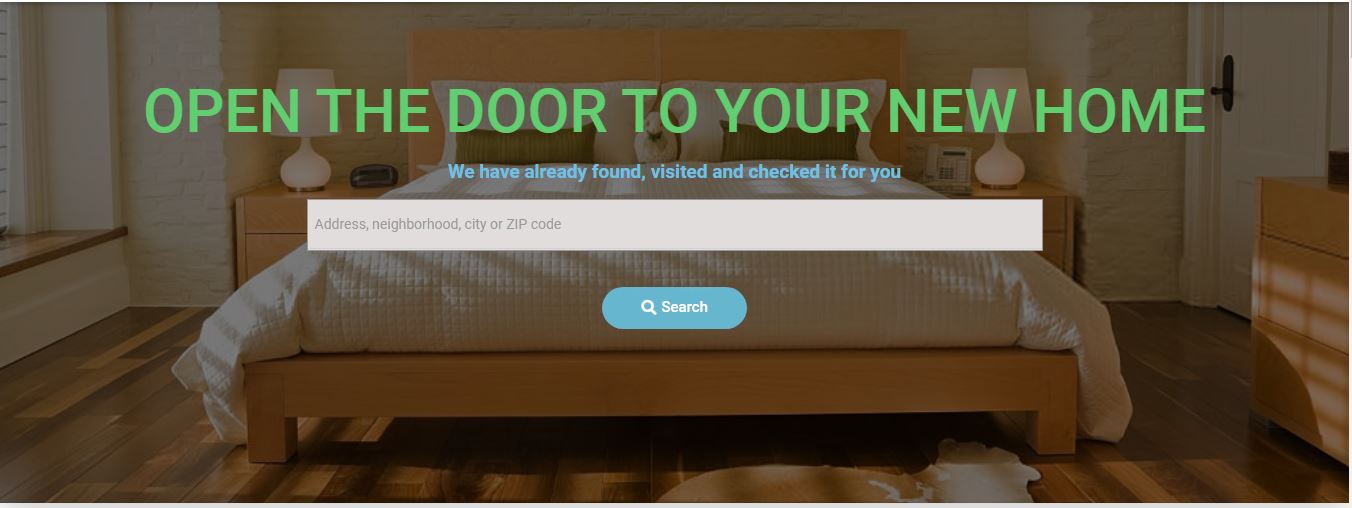 OPEN THE DOOR TO YOUR NEW HOME
We have already found, visited and checked it for you
Address, neighborhood, city or ZIP code
Search